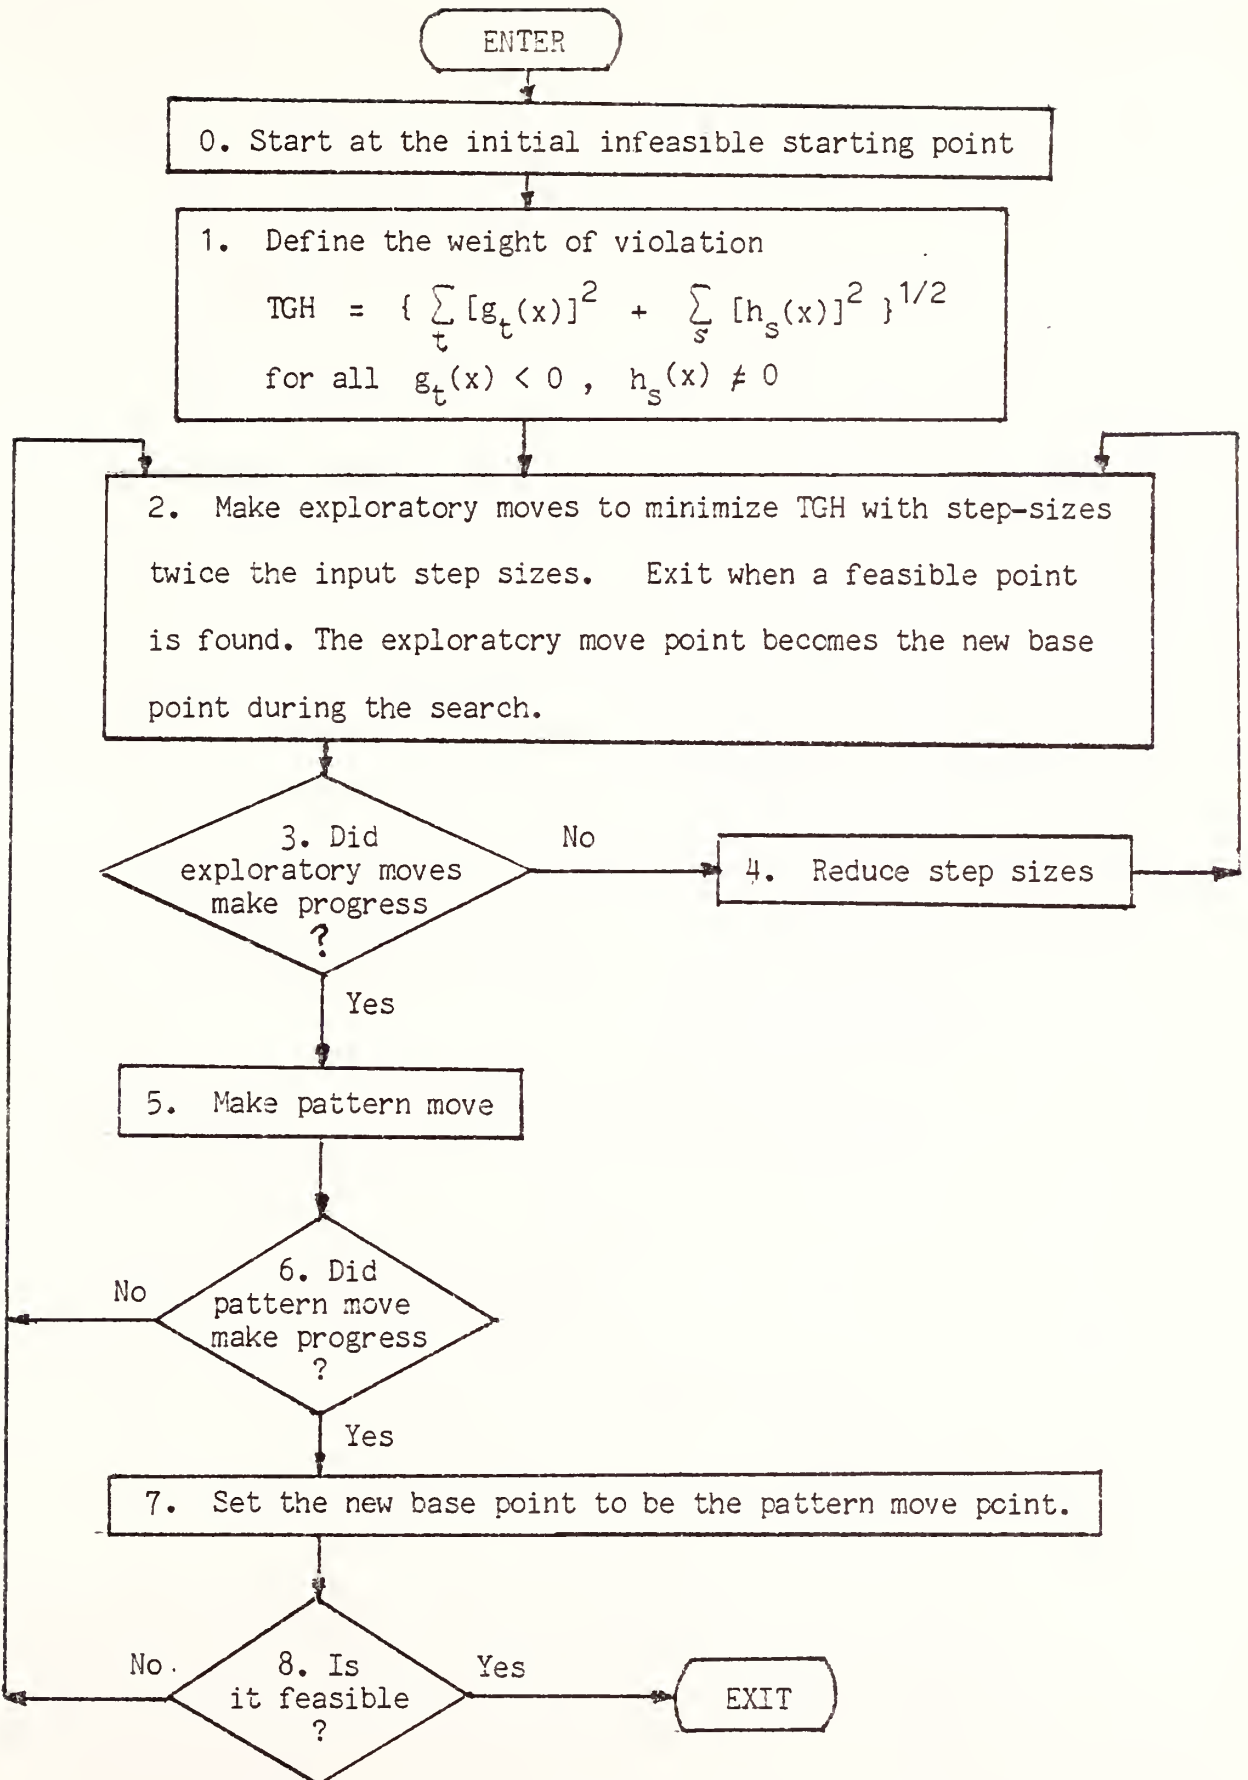 ENTER
0. Start at the initial infeasible starting point
1. Define the weight of violation
TGH = { ∑_t [g_t(x)]^2 + ∑_s [h_s(x)]^2 }^1/2
for all g_t(x) < 0 , h_s(x) ≠ 0
2. Make exploratory moves to minimize TGH with step-sizes
twice the input step sizes. Exit when a feasible point
is found. The exploratory move point becomes the new base
point during the search.
3. Did
exploratory moves
make progress
?
No
4. Reduce step sizes
Yes
5. Make pattern move
6. Did
pattern move
make progress
?
No
Yes
7. Set the new base point to be the pattern move point.
No
8. Is
it feasible
?
Yes
EXIT